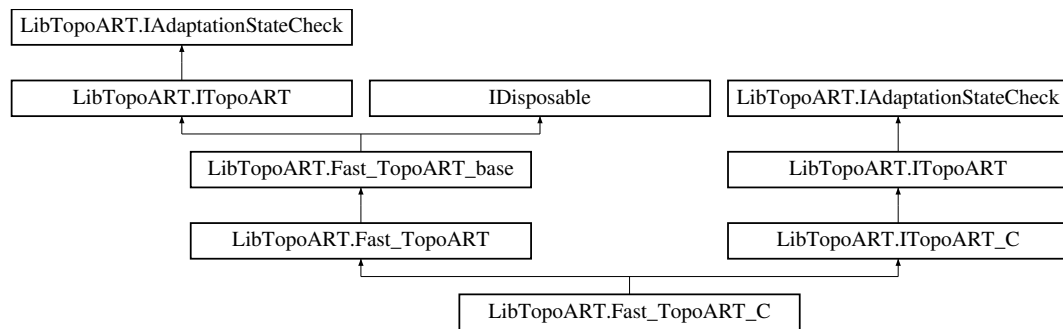 LibTopoART.IAdaptationStateCheck
LibTopoART.ITopoART
IDisposable
LibTopoART.IAdaptationStateCheck
LibTopoART.Fast_TopoART_base
LibTopoART.ITopoART
LibTopoART.Fast_TopoART
LibTopoART.ITopoART_C
LibTopoART.Fast_TopoART_C